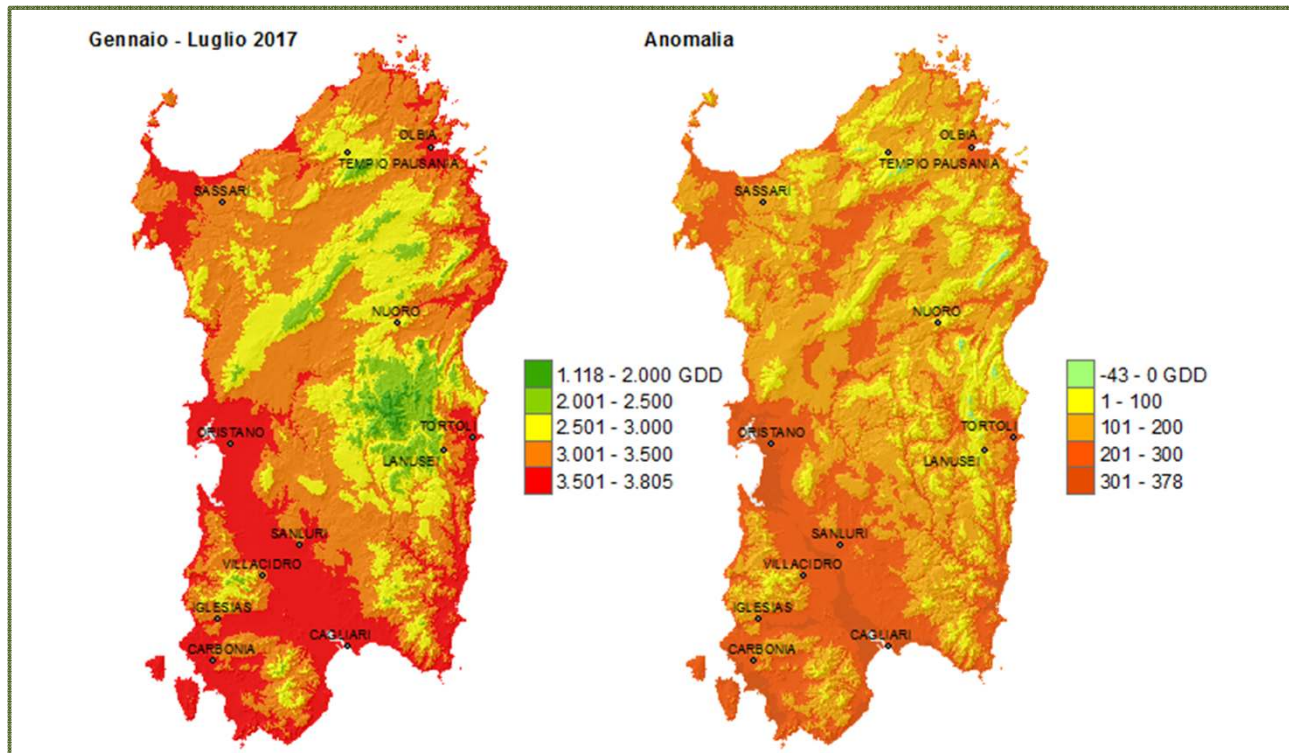 Gennaio - Luglio 2017
OLBIA
TEMPIO PAUSANIA
SASSARI
NUORO
ORISTANO
TORTOLI
LANUSEI
SANLURI
VILLACIDRO
IGLESIAS
CAGLIARI
CARBONIA
1.118 - 2.000 GDD
2.001 - 2.500
2.501 - 3.000
3.001 - 3.500
3.501 - 3.805
Anomalia
OLBIA
TEMPIO PAUSANIA
SASSARI
NUORO
ORISTANO
TORTOLI
LANUSEI
SANLURI
VILLACIDRO
IGLESIAS
CAGLIARI
CARBONIA
-43 - 0 GDD
1 - 100
101 - 200
201 - 300
301 - 378